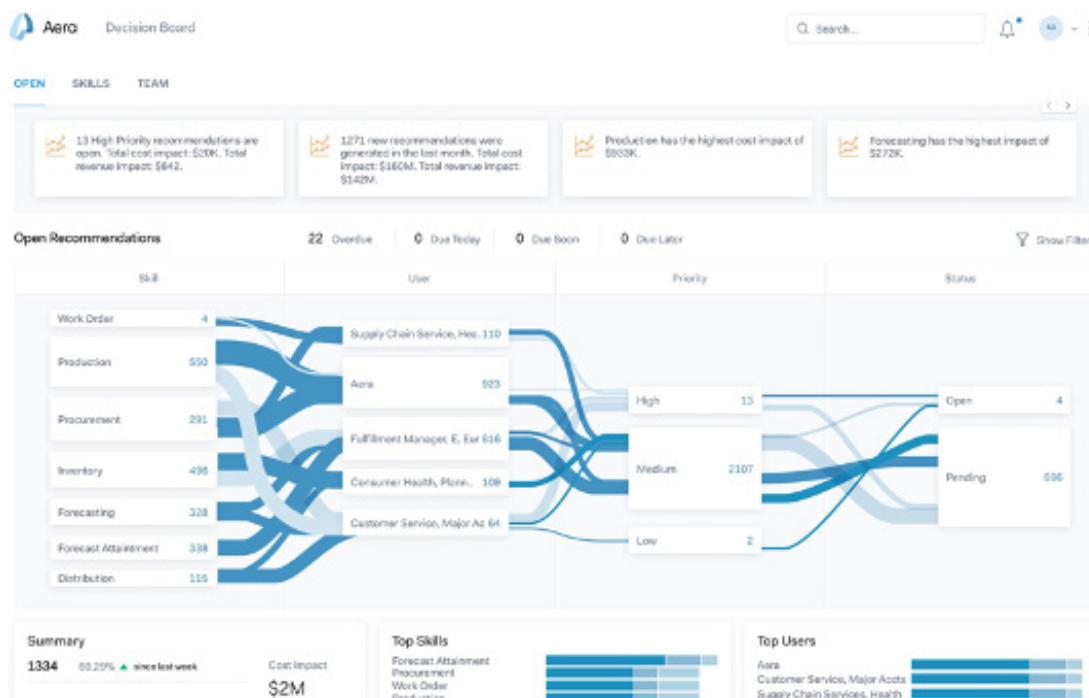 Aera Decision Board
Search...
OPEN SKILLS TEAM
13 High Priority recommendations are
open. Total cost impact: $20K. Total
revenue impact: $642.
1271 new recommendations were
generated in the last month. Total cost
impact: $160M. Total revenue impact:
$142M.
Production has the highest cost impact of
$533K.
Forecasting has the highest impact of
$272K.
Open Recommendations 22 Overdue 0 Due Today 0 Due Soon 0 Due Later Show Filter
Skill User Priority Status
Work Order 4
Production 550
Procurement 291
Inventory 496
Forecasting 328
Forecast Attainment 338
Distribution 115
Supply Chain Service, Hea. 110
Aera 923
Fulfillment Manager, E. Eur 816
Consumer Health, Plann.. 109
Customer Service, Major Ac 64
High 13
Medium 2107
Low 2
Open 4
Pending 696
Summary
1334 69.29% ▲ since last week
Cost Impact
$2M
Top Skills
Forecast Attainment
Procurement
Work Order
Production
Top Users
Aera
Customer Service, Major Accts
Supply Chain Services, Health